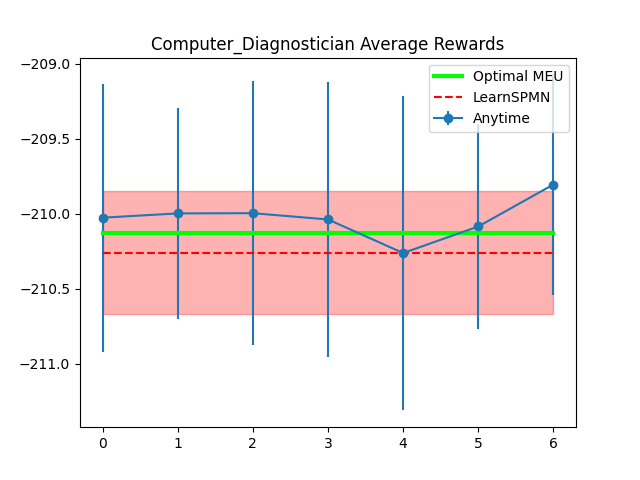 Computer_Diagnostician Average Rewards
Optimal MEU
LearnSPMN
Anytime
−209.0
−209.5
−210.0
−210.5
−211.0
0 1 2 3 4 5 6